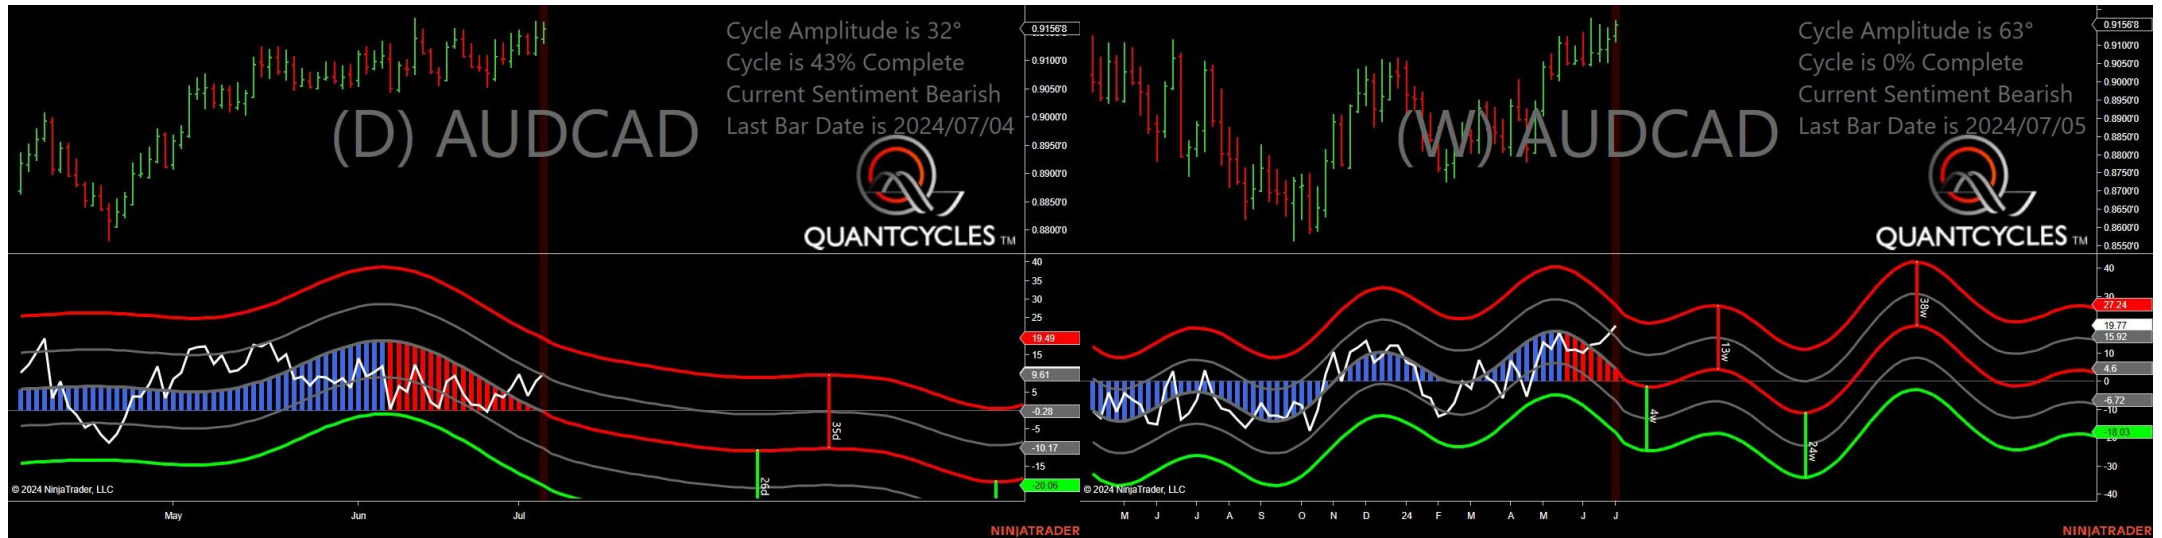 Cycle Amplitude is 32°
Cycle is 43% Complete
Current Sentiment Bearish
Last Bar Date is 2024/07/04
(D) AUDCAD
QUANTCYCLES TM
0.9156'8
0.9100'0
0.9050'0
0.9000'0
0.8950'0
0.8900'0
0.8850'0
0.8800'0
40
35
30
25
19.49
15
9.61
5
-0.28
-5
-10.17
-15
-20.06
35d
26d
© 2024 NinjaTrader, LLC
May
Jun
Jul
NINJATRADER
Cycle Amplitude is 63°
Cycle is 0% Complete
Current Sentiment Bearish
Last Bar Date is 2024/07/05
(W) AUDCAD
QUANTCYCLES TM
0.9156'8
0.9100'0
0.9050'0
0.9000'0
0.8950'0
0.8900'0
0.8850'0
0.8800'0
0.8750'0
0.8700'0
0.8650'0
0.8600'0
0.8550'0
40
27.24
19.77
15.92
10
4.6
0
-6.72
-10
-18.03
-30
-40
4w
13w
24w
38w
© 2024 NinjaTrader, LLC
M J J A S O N D 24 F M A M J J
NINJATRADER